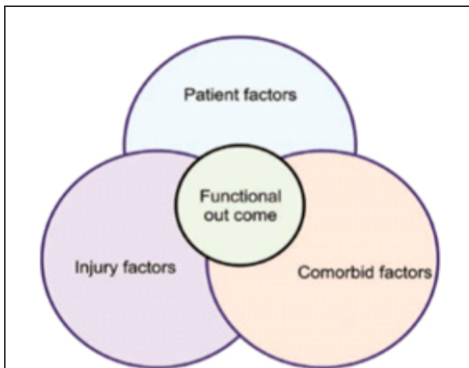 Patient factors
Functional
out come
Injury factors
Comorbid factors